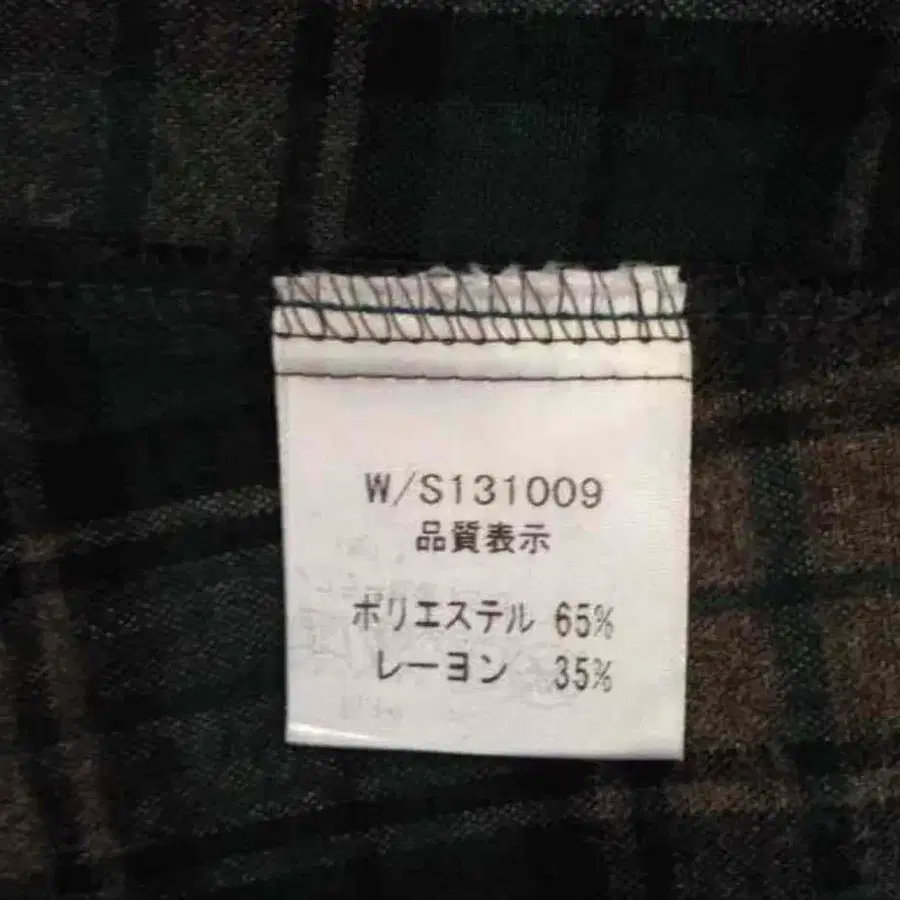 W/S131009
品質表示
ポリエステル 65%
レーヨン 35%